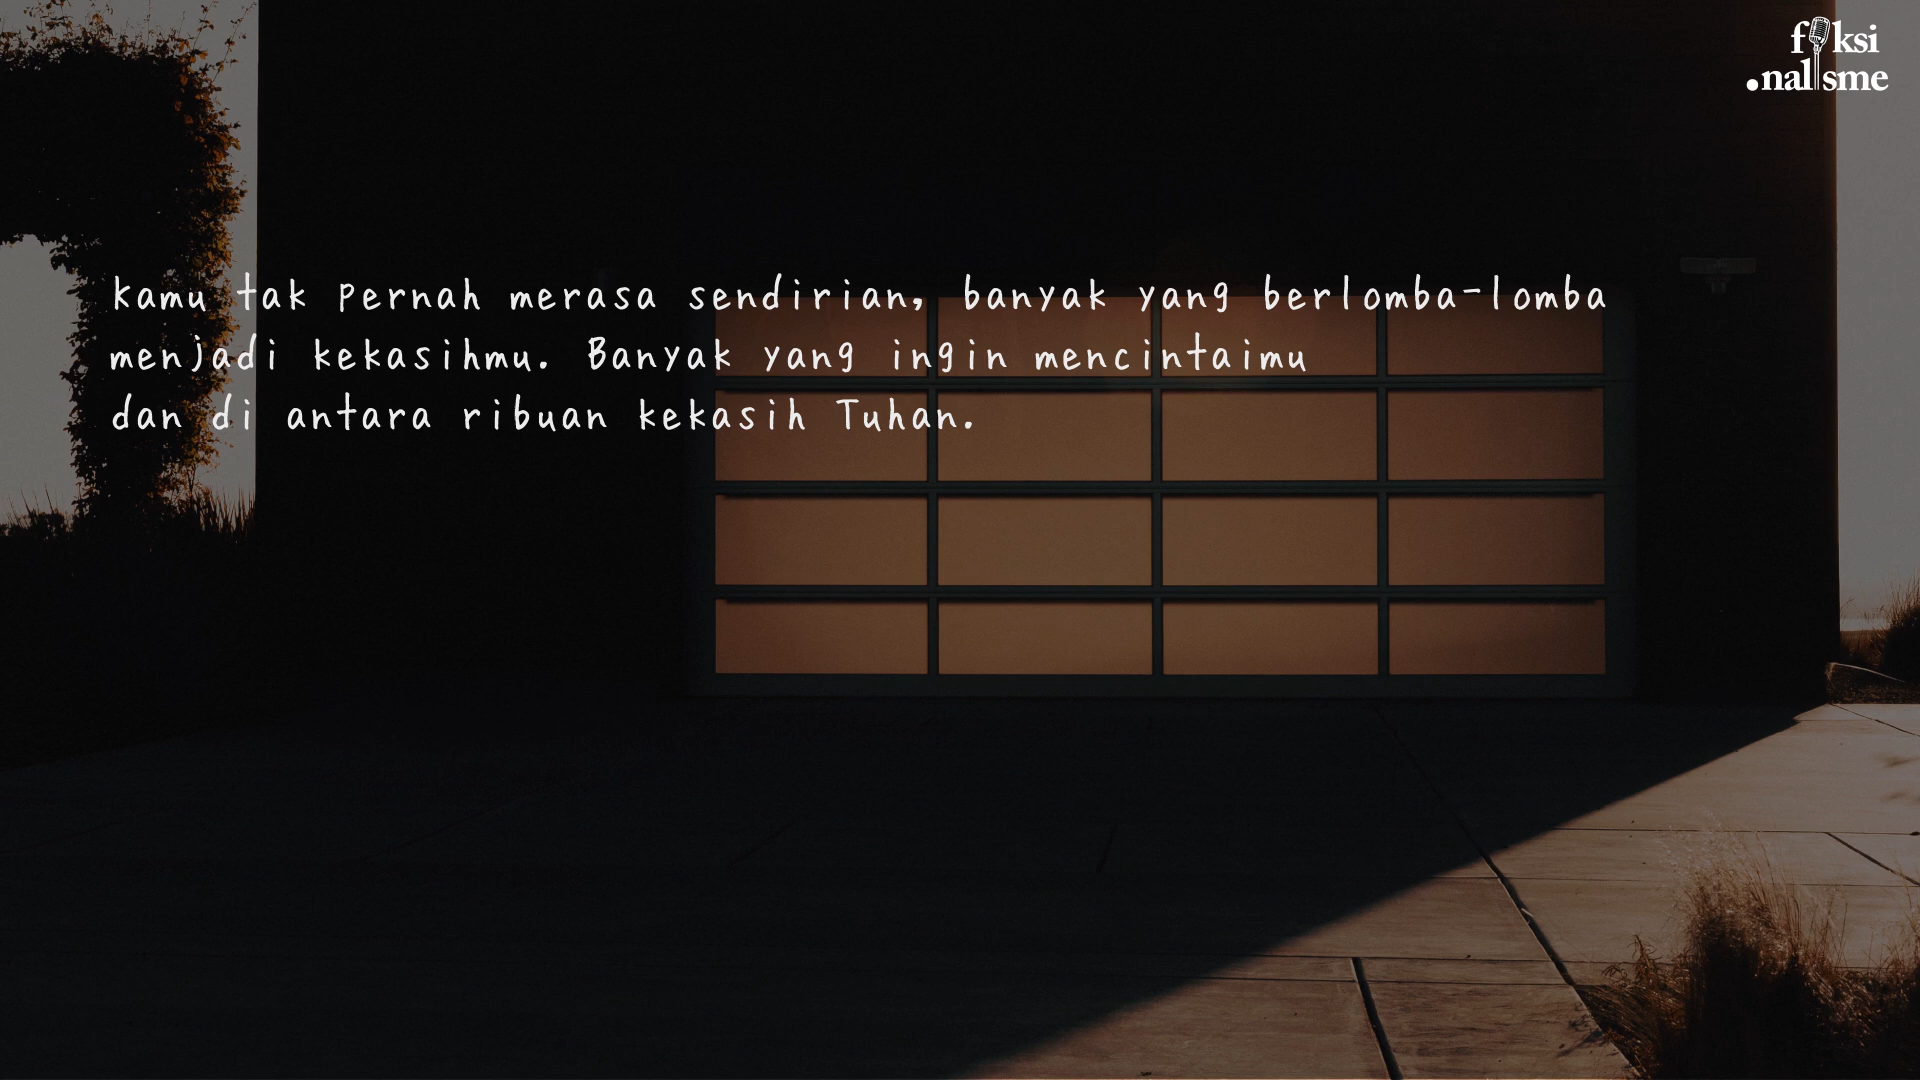 fiksi
.nalisme
kamu tak pernah merasa sendirian, banyak yang berlomba-lomba
menjadi kekasihmu. Banyak yang ingin mencintaimu
dan di antara ribuan kekasih Tuhan.